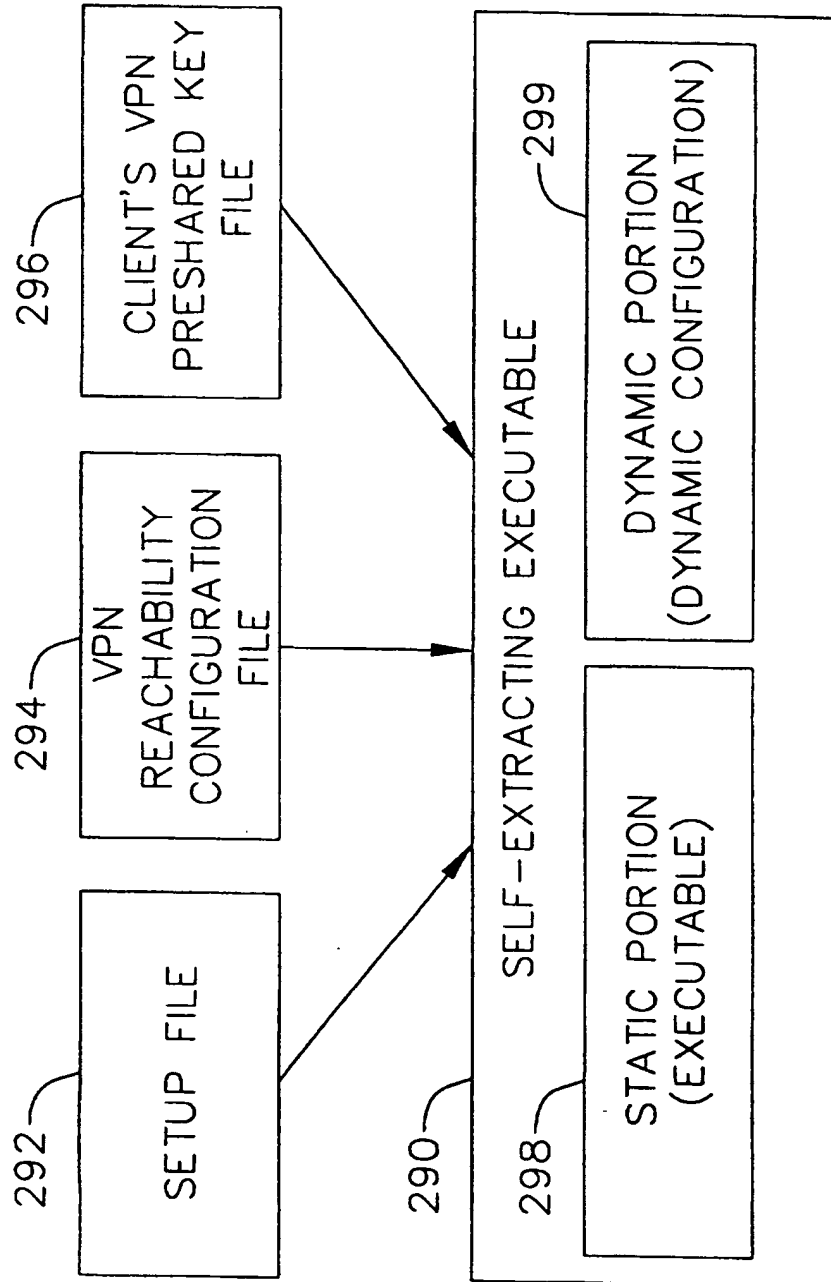 292
SETUP FILE
294
VPN
REACHABILITY
CONFIGURATION
FILE
296
CLIENT'S VPN
PRESHARED KEY
FILE
290
SELF-EXTRACTING EXECUTABLE
298
STATIC PORTION
(EXECUTABLE)
299
DYNAMIC PORTION
(DYNAMIC CONFIGURATION)